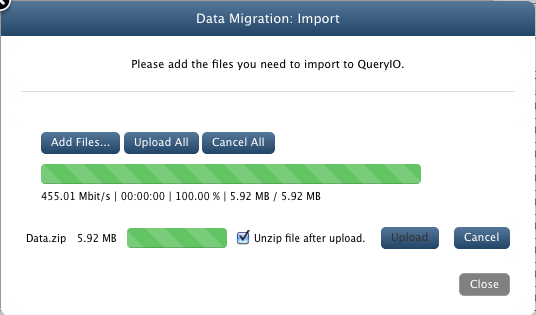 Data Migration: Import
Please add the files you need to import to QueryIO.
Add Files... Upload All Cancel All
455.01 Mbit/s | 00:00:00 | 100.00 % | 5.92 MB / 5.92 MB
Data.zip 5.92 MB Unzip file after upload. Upload Cancel
Close